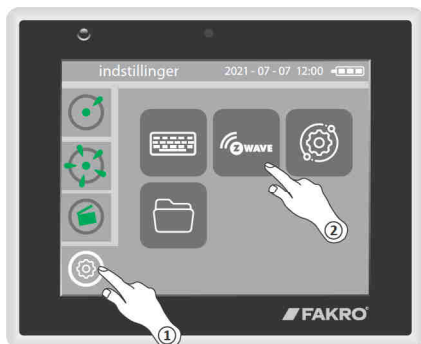 indstillinger 2021 - 07 - 07 12:00
Z WAVE
②
①
FAKRO®